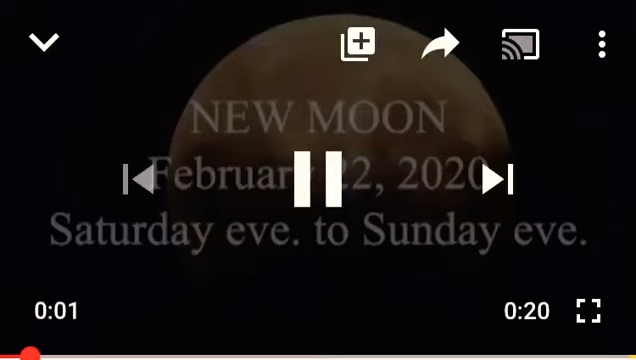 NEW MOON
February 22, 2020
Saturday eve. to Sunday eve.
0:01
0:20